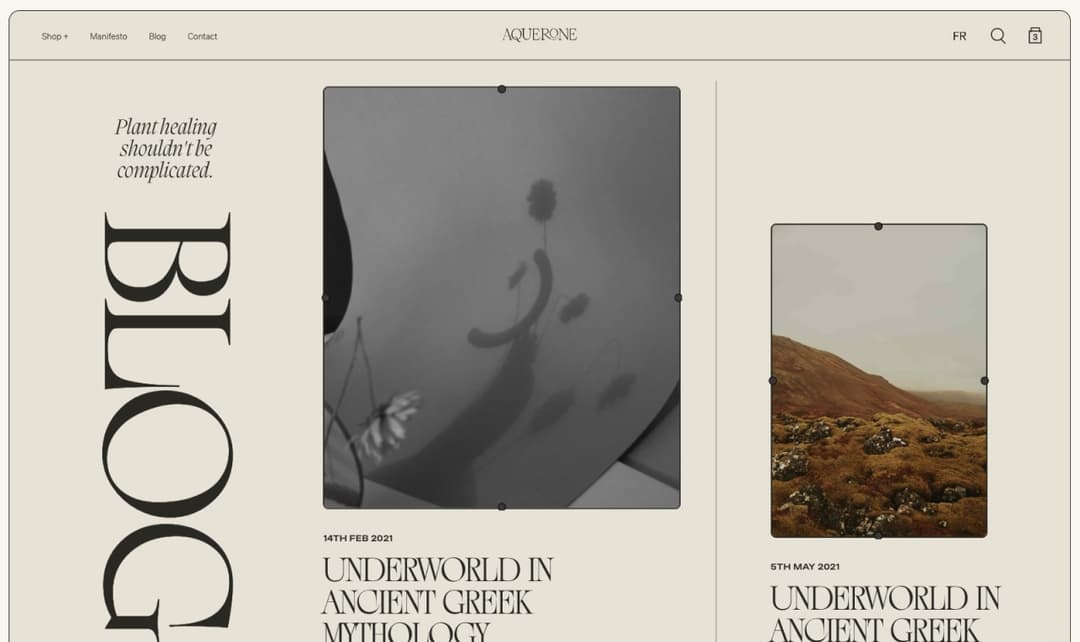 Shop +
Manifesto
Blog
Contact
AQUERONE
FR
3
Plant healing
shouldn't be
complicated.
BLOG
14TH FEB 2021
UNDERWORLD IN
ANCIENT GREEK
MYTHOLOGY
5TH MAY 2021
UNDERWORLD IN
ANCIENT GREEK